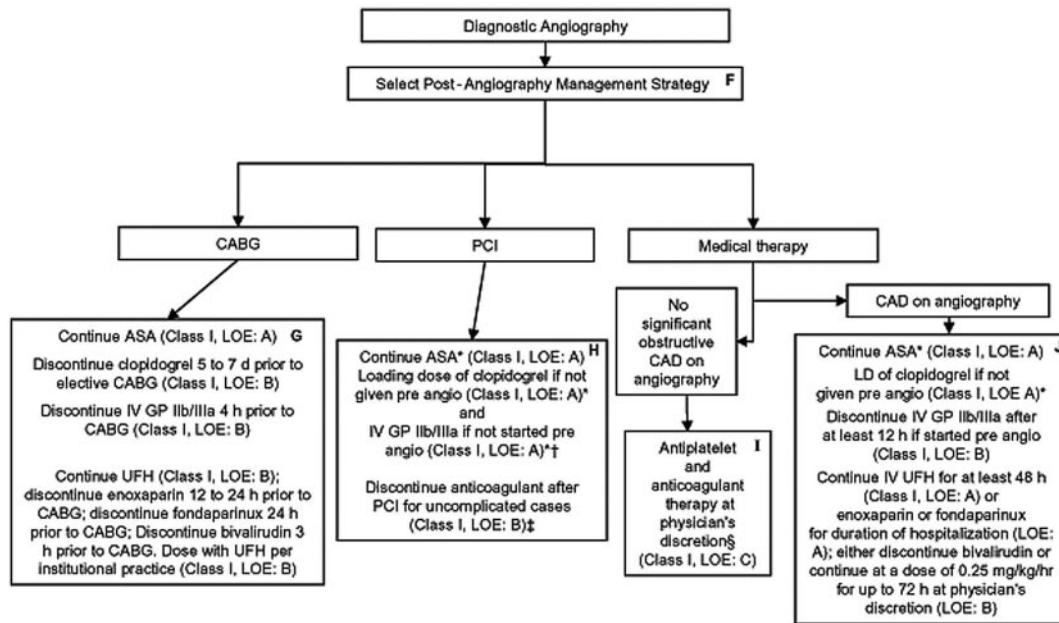 Diagnostic Angiography
Select Post-Angiography Management Strategy F
CABG
PCI
Medical therapy
No
significant
obstructive
CAD on
angiography
CAD on angiography
Continue ASA (Class I, LOE: A) G
Discontinue clopidogrel 5 to 7 d prior to
elective CABG (Class I, LOE: B)
Discontinue IV GP IIb/IIIa 4 h prior to
CABG (Class I, LOE: B)
Continue UFH (Class I, LOE: B);
discontinue enoxaparin 12 to 24 h prior to
CABG; discontinue fondaparinux 24 h
prior to CABG; Discontinue bivalirudin 3
h prior to CABG. Dose with UFH per
institutional practice (Class I, LOE: B)
H
Continue ASA* (Class I, LOE: A)
Loading dose of clopidogrel if not
given pre angio (Class I, LOE: A)*
and
IV GP IIb/IIIa if not started pre
angio (Class I, LOE: A)*†
Discontinue anticoagulant after
PCI for uncomplicated cases
(Class I, LOE: B)‡
Antiplatelet I
and
anticoagulant
therapy at
physician's
discretion§
(Class I, LOE: C)
J
Continue ASA* (Class I, LOE: A)
LD of clopidogrel if not
given pre angio (Class I, LOE A)*
Discontinue IV GP IIb/IIIa after
at least 12 h if started pre angio
(Class I, LOE: B)
Continue IV UFH for at least 48 h
(Class I, LOE: A) or
enoxaparin or fondaparinux
for duration of hospitalization (LOE:
A); either discontinue bivalirudin or
continue at a dose of 0.25 mg/kg/hr
for up to 72 h at physician's
discretion (LOE: B)